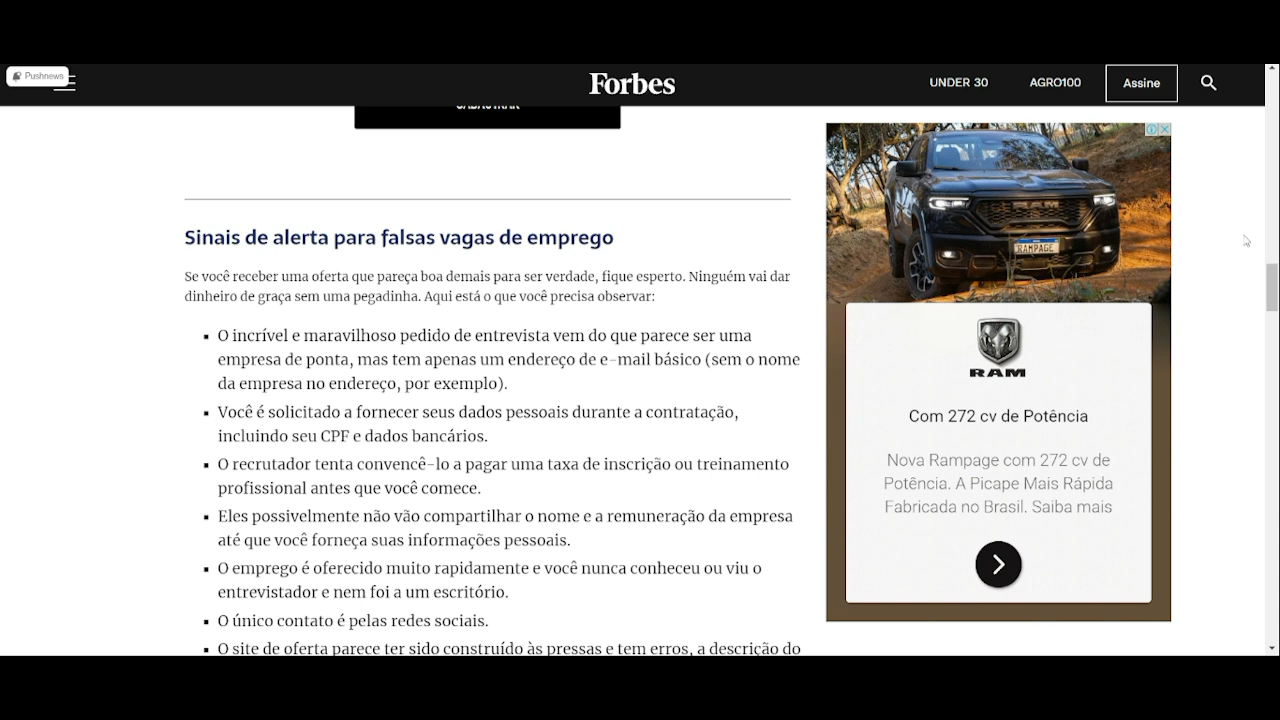 Pushnews
Forbes
UNDER 30
AGRO100
Assine
CADASTRAR
Sinais de alerta para falsas vagas de emprego
Se você receber uma oferta que pareça boa demais para ser verdade, fique esperto. Ninguém vai dar
dinheiro de graça sem uma pegadinha. Aqui está o que você precisa observar:
O incrível e maravilhoso pedido de entrevista vem do que parece ser uma
empresa de ponta, mas tem apenas um endereço de e-mail básico (sem o nome
da empresa no endereço, por exemplo).
Você é solicitado a fornecer seus dados pessoais durante a contratação,
incluindo seu CPF e dados bancários.
O recrutador tenta convencê-lo a pagar uma taxa de inscrição ou treinamento
profissional antes que você comece.
Eles possivelmente não vão compartilhar o nome e a remuneração da empresa
até que você forneça suas informações pessoais.
O emprego é oferecido muito rapidamente e você nunca conheceu ou viu o
entrevistador e nem foi a um escritório.
O único contato é pelas redes sociais.
O site de oferta parece ter sido construído às pressas e tem erros, a descrição do
RAM
RAMPAGE
RAM
Com 272 cv de Potência
Nova Rampage com 272 cv de
Potência. A Picape Mais Rápida
Fabricada no Brasil. Saiba mais